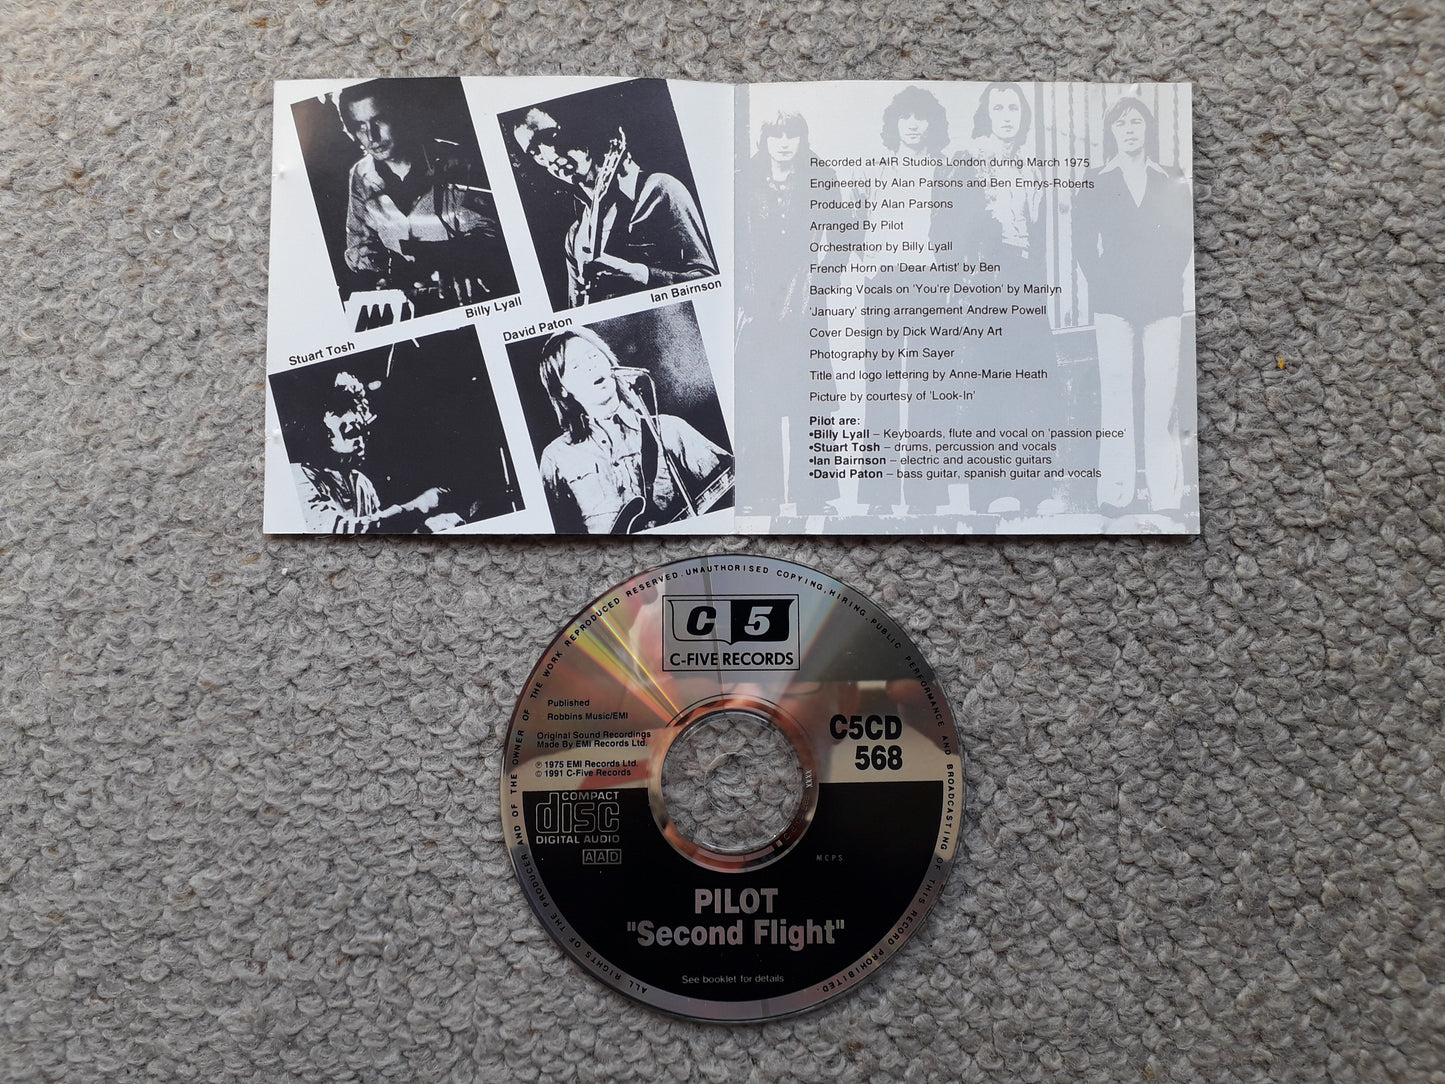 Billy Lyall
Ian Bairnson
Stuart Tosh
David Paton
Recorded at AIR Studios London during March 1975
Engineered by Alan Parsons and Ben Emrys-Roberts
Produced by Alan Parsons
Arranged By Pilot
Orchestration by Billy Lyall
French Horn on 'Dear Artist' by Ben
Backing Vocals on 'You're Devotion' by Marilyn
'January' string arrangement Andrew Powell
Cover Design by Dick Ward/Any Art
Photography by Kim Sayer
Title and logo lettering by Anne-Marie Heath
Picture by courtesy of 'Look-In'
Pilot are:
•Billy Lyall – Keyboards, flute and vocal on 'passion piece'
•Stuart Tosh – drums, percussion and vocals
•Ian Bairnson – electric and acoustic guitars
•David Paton – bass guitar, spanish guitar and vocals
ALL RIGHTS OF THE PRODUCER AND OF THE OWNER OF THE WORK REPRODUCED RESERVED. UNAUTHORISED COPYING, HIRING, PUBLIC PERFORMANCE AND BROADCASTING OF THIS RECORD PROHIBITED.
C 5
C-FIVE RECORDS
Published
Robbins Music/EMI
Original Sound Recordings
Made By EMI Records Ltd.
℗ 1975 EMI Records Ltd.
© 1991 C-Five Records
C5CD
568
COMPACT
disc
DIGITAL AUDIO
AAD
MCPS
PILOT
"Second Flight"
See booklet for details